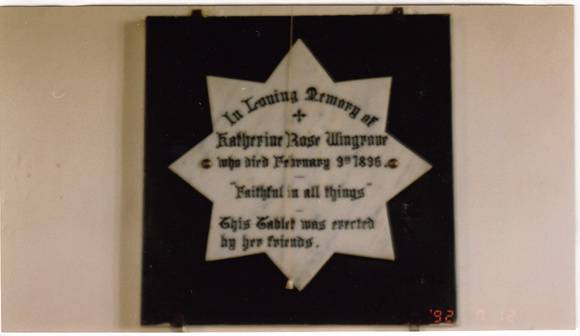 In Loving Memory of
Katherine Rose Wingrove
who died February 9th 1896.
"Faithful in all things"
This Tablet was erected
by her friends.
'92